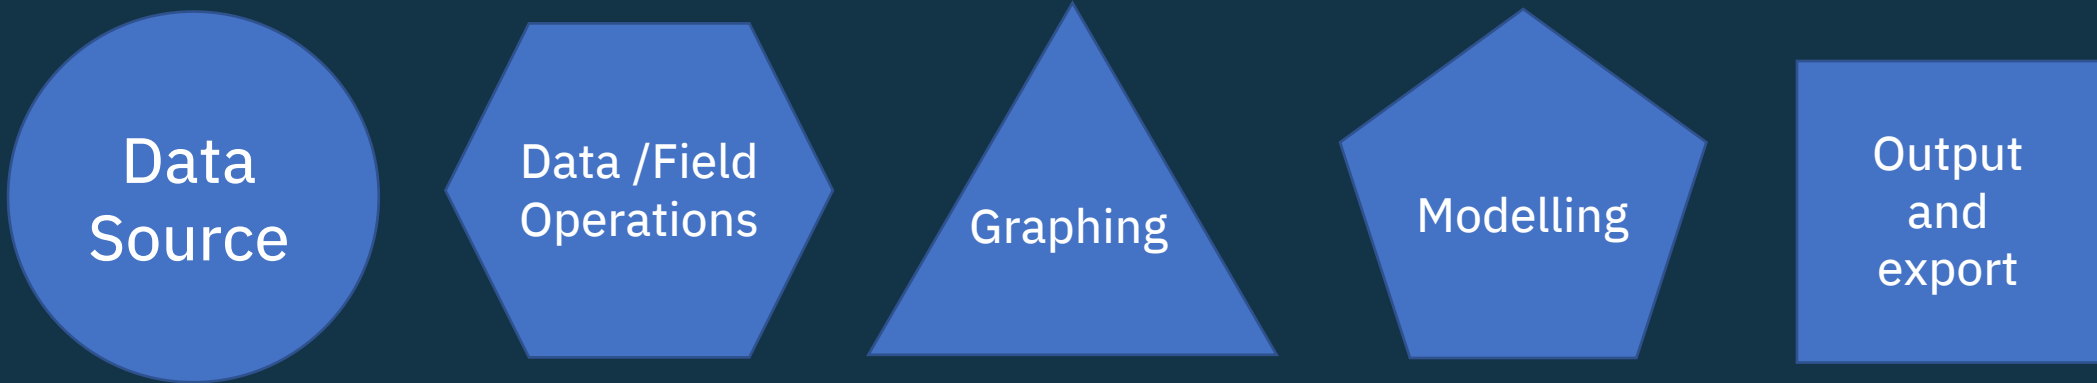 Data
Source
Data /Field
Operations
Graphing
Modelling
Output
and
export